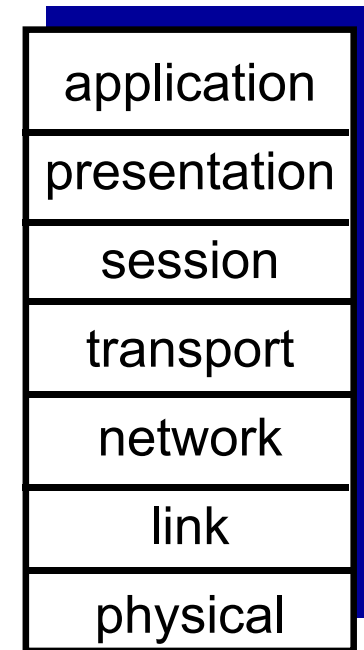 application
presentation
session
transport
network
link
physical